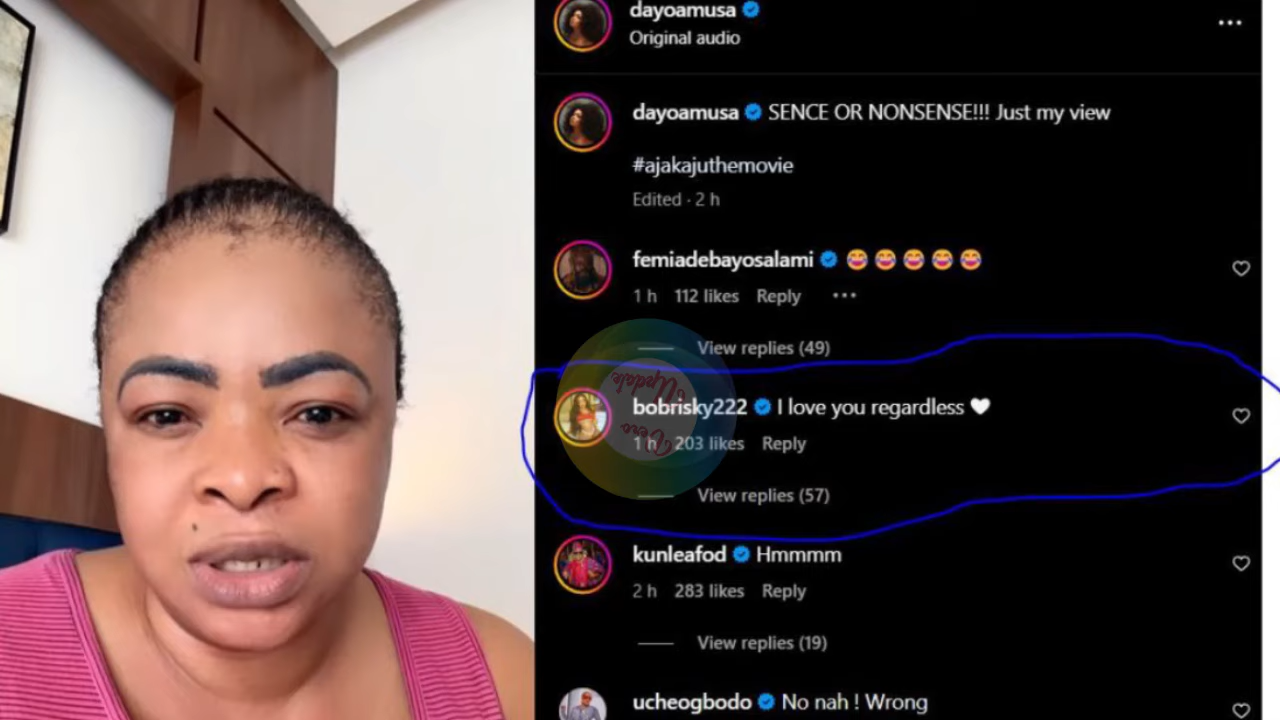 dayoamusa
Original audio
dayoamusa SENCE OR NONSENSE!!! Just my view
#ajakajuthemovie
Edited · 2 h
femiadebayosalami 😂😂😂😂😂
1 h 112 likes Reply
View replies (49)
bobrisky222 I love you regardless 🤍
1 h 203 likes Reply
View replies (57)
Vero
Update
kunleafod Hmmmm
2 h 283 likes Reply
View replies (19)
ucheogbodo No nah ! Wrong